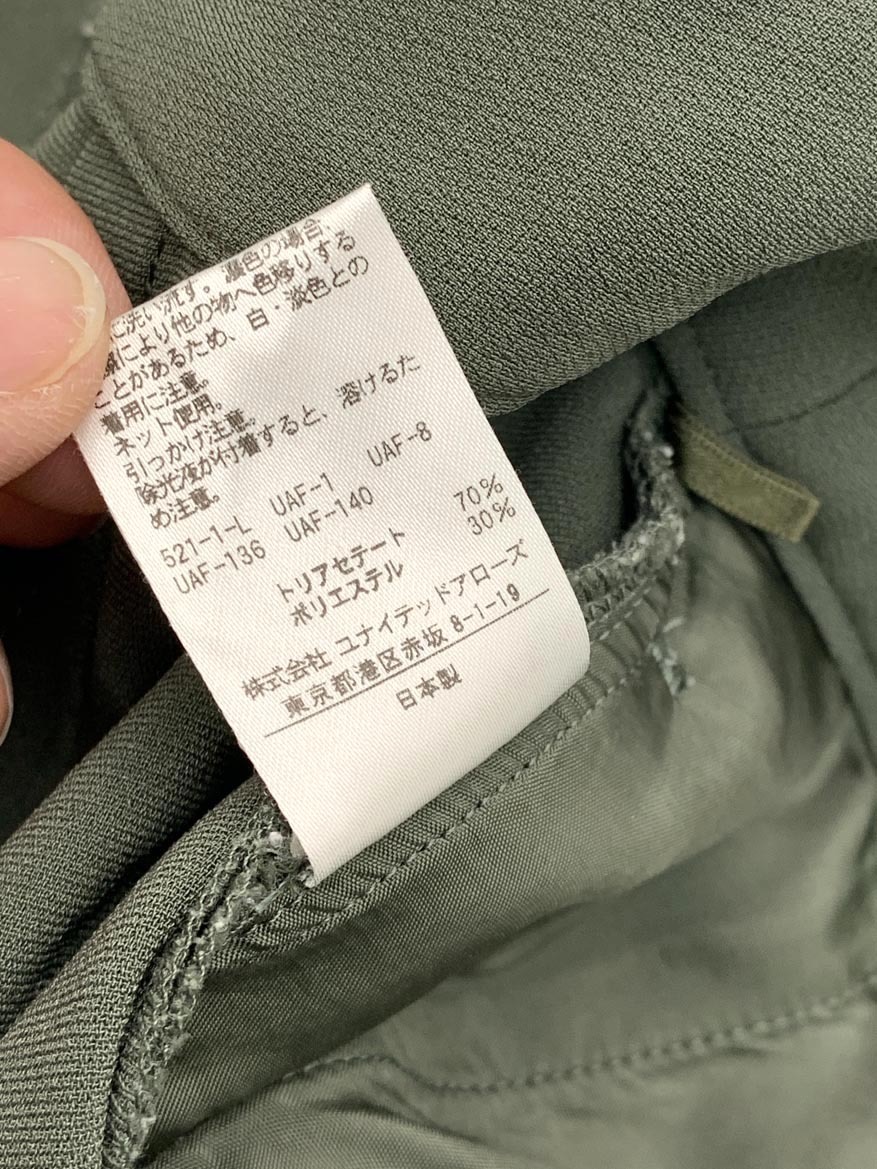 に洗い流す。濃色の場合、
により他の物へ色移りする
ことがあるため、白・淡色との
着用に注意。
ネット使用。
引っかけ注意。
「除光液が付着すると、溶けるた
め注意。
521-1-L UAF-1 UAF-8
UAF-136 UAF-140
トリアセテート 70%
ポリエステル 30%
株式会社 ユナイテッドアローズ
東京都港区赤坂 8-1-19
日本製